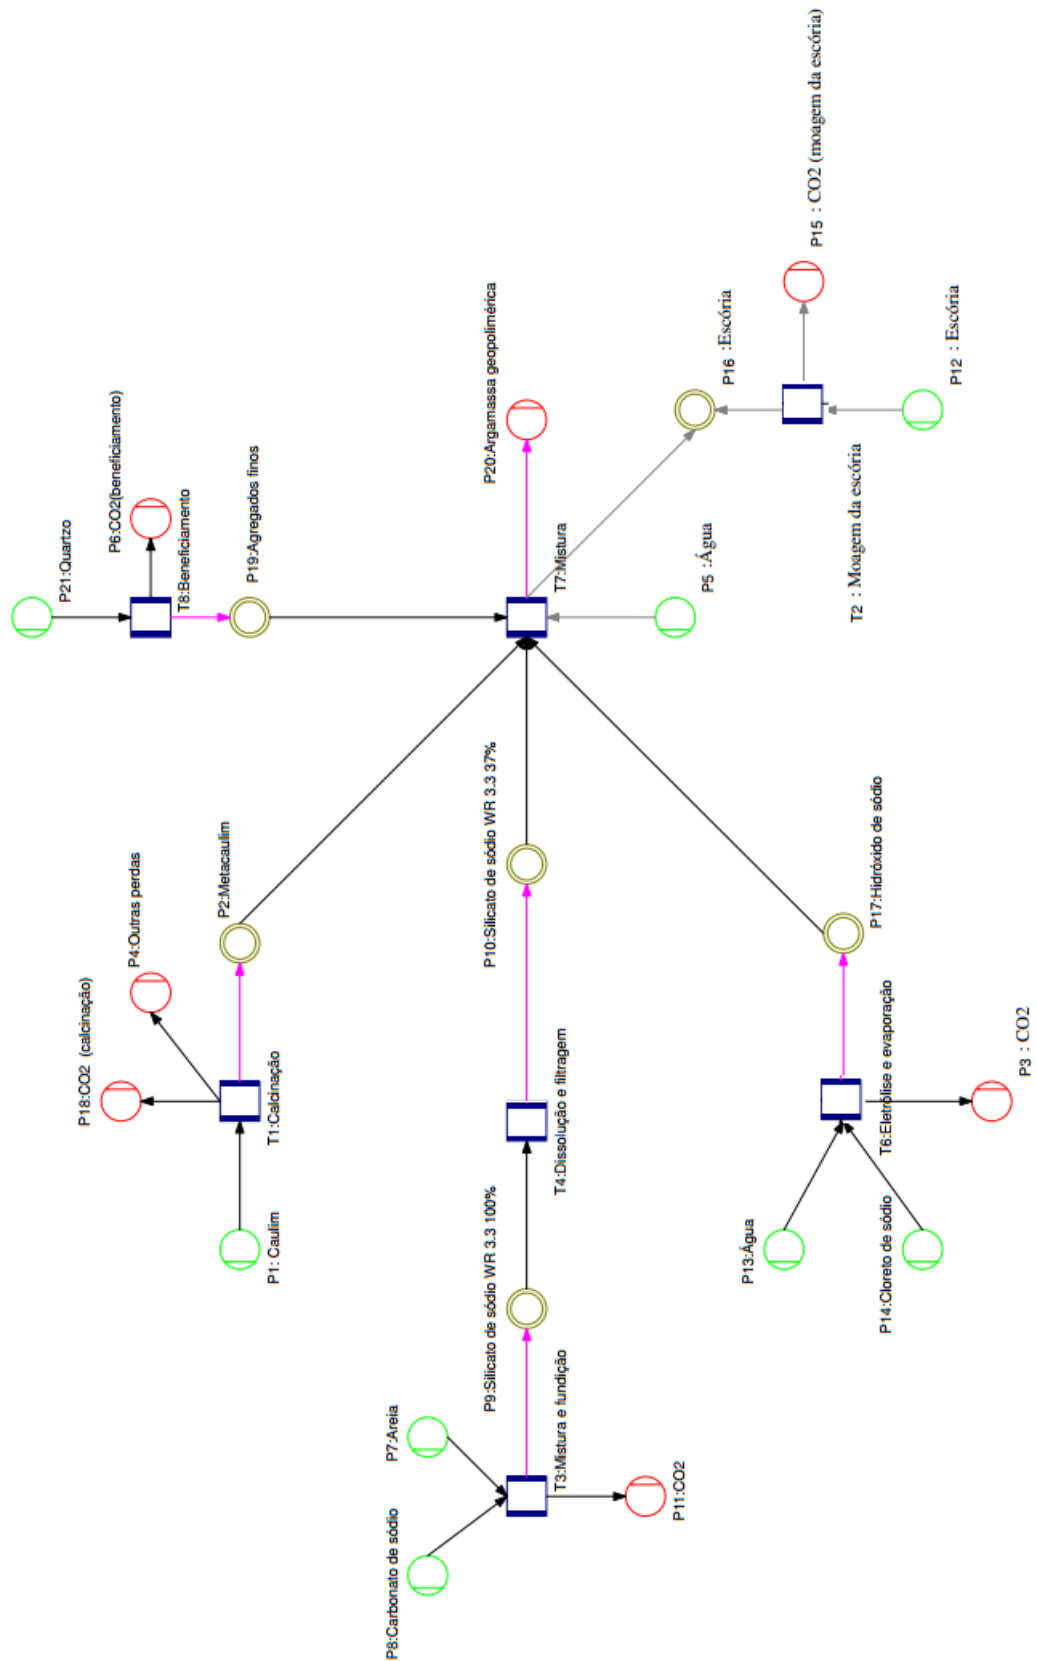 P21:Quartzo
P6:CO2(beneficiamento)
T8:Beneficiamento
P19:Agregados finos
P18:CO2 (calcinação)
P4:Outras perdas
P2:Metacaulim
T1:Calcinação
P1: Caulim
P20:Argamassa geopolimérica
T7:Mistura
P5 :Água
P16 :Escória
P15 : CO2 (moagem da escória)
P12 : Escória
T2 : Moagem da escória
P10:Silicato de sódio WR 3.3 37%
T4:Dissolução e filtragem
P9:Silicato de sódio WR 3.3 100%
T3:Mistura e fundição
P7:Areia
P8:Carbonato de sódio
P11:CO2
P17:Hidróxido de sódio
T6:Eletrólise e evaporação
P3 : CO2
P13:Água
P14:Cloreto de sódio